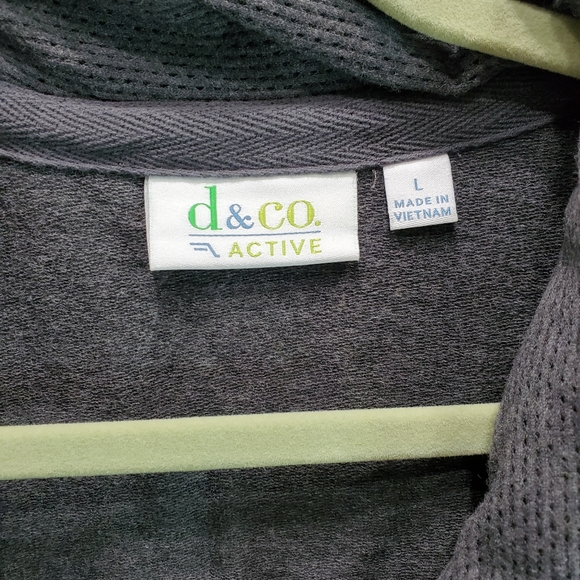 d&co.
ACTIVE
L
MADE IN
VIETNAM